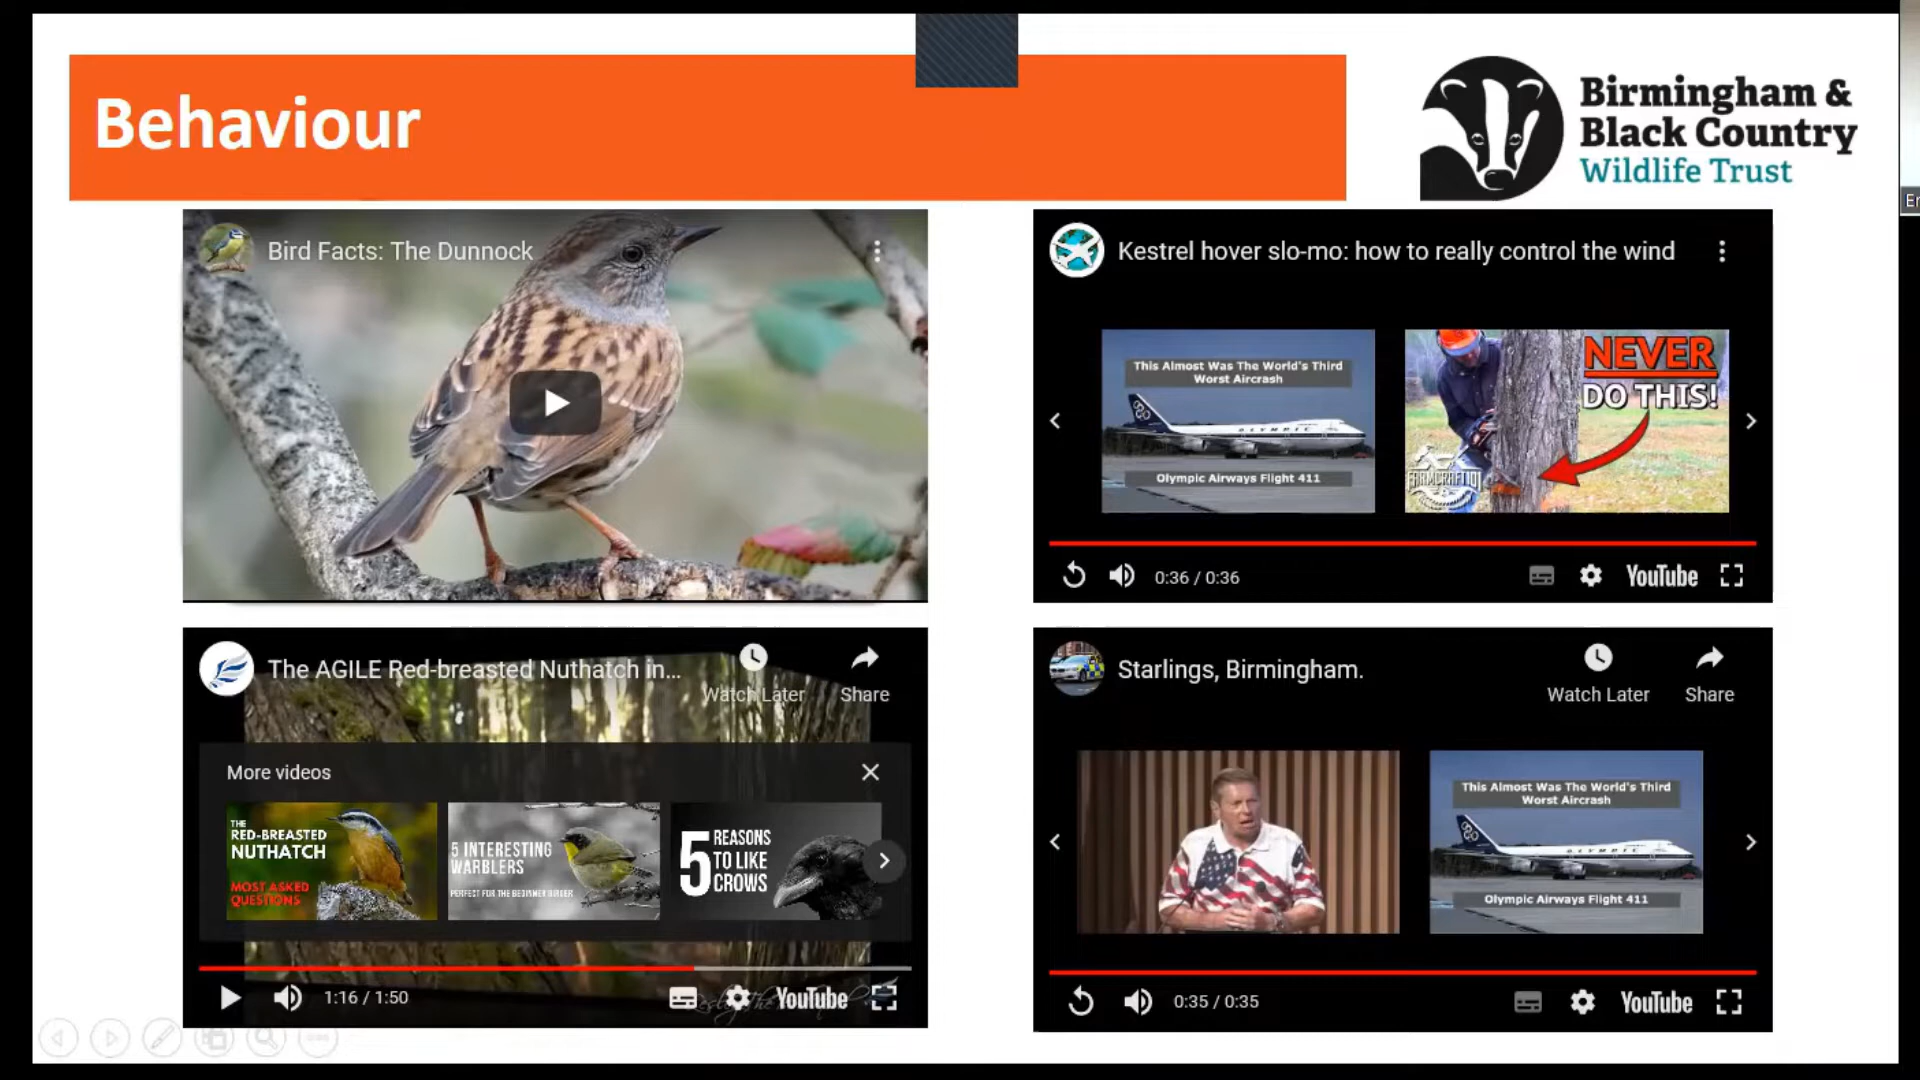 Behaviour
Birmingham &
Black Country
Wildlife Trust
Er
Bird Facts: The Dunnock
Kestrel hover slo-mo: how to really control the wind
This Almost Was The World's Third
Worst Aircrash
OLYMPIC
Olympic Airways Flight 411
NEVER
DO THIS!
FARMCRAFT101
0:36 / 0:36
YouTube
The AGILE Red-breasted Nuthatch in...
Watch Later
Share
More videos
THE
RED-BREASTED
NUTHATCH
MOST ASKED
QUESTIONS
5 INTERESTING
WARBLERS
PERFECT FOR THE BEGINNER BIRDER
5 REASONS
TO LIKE
CROWS
1:16 / 1:50
YouTube
Starlings, Birmingham.
Watch Later
Share
This Almost Was The World's Third
Worst Aircrash
OLYMPIC
Olympic Airways Flight 411
0:35 / 0:35
YouTube